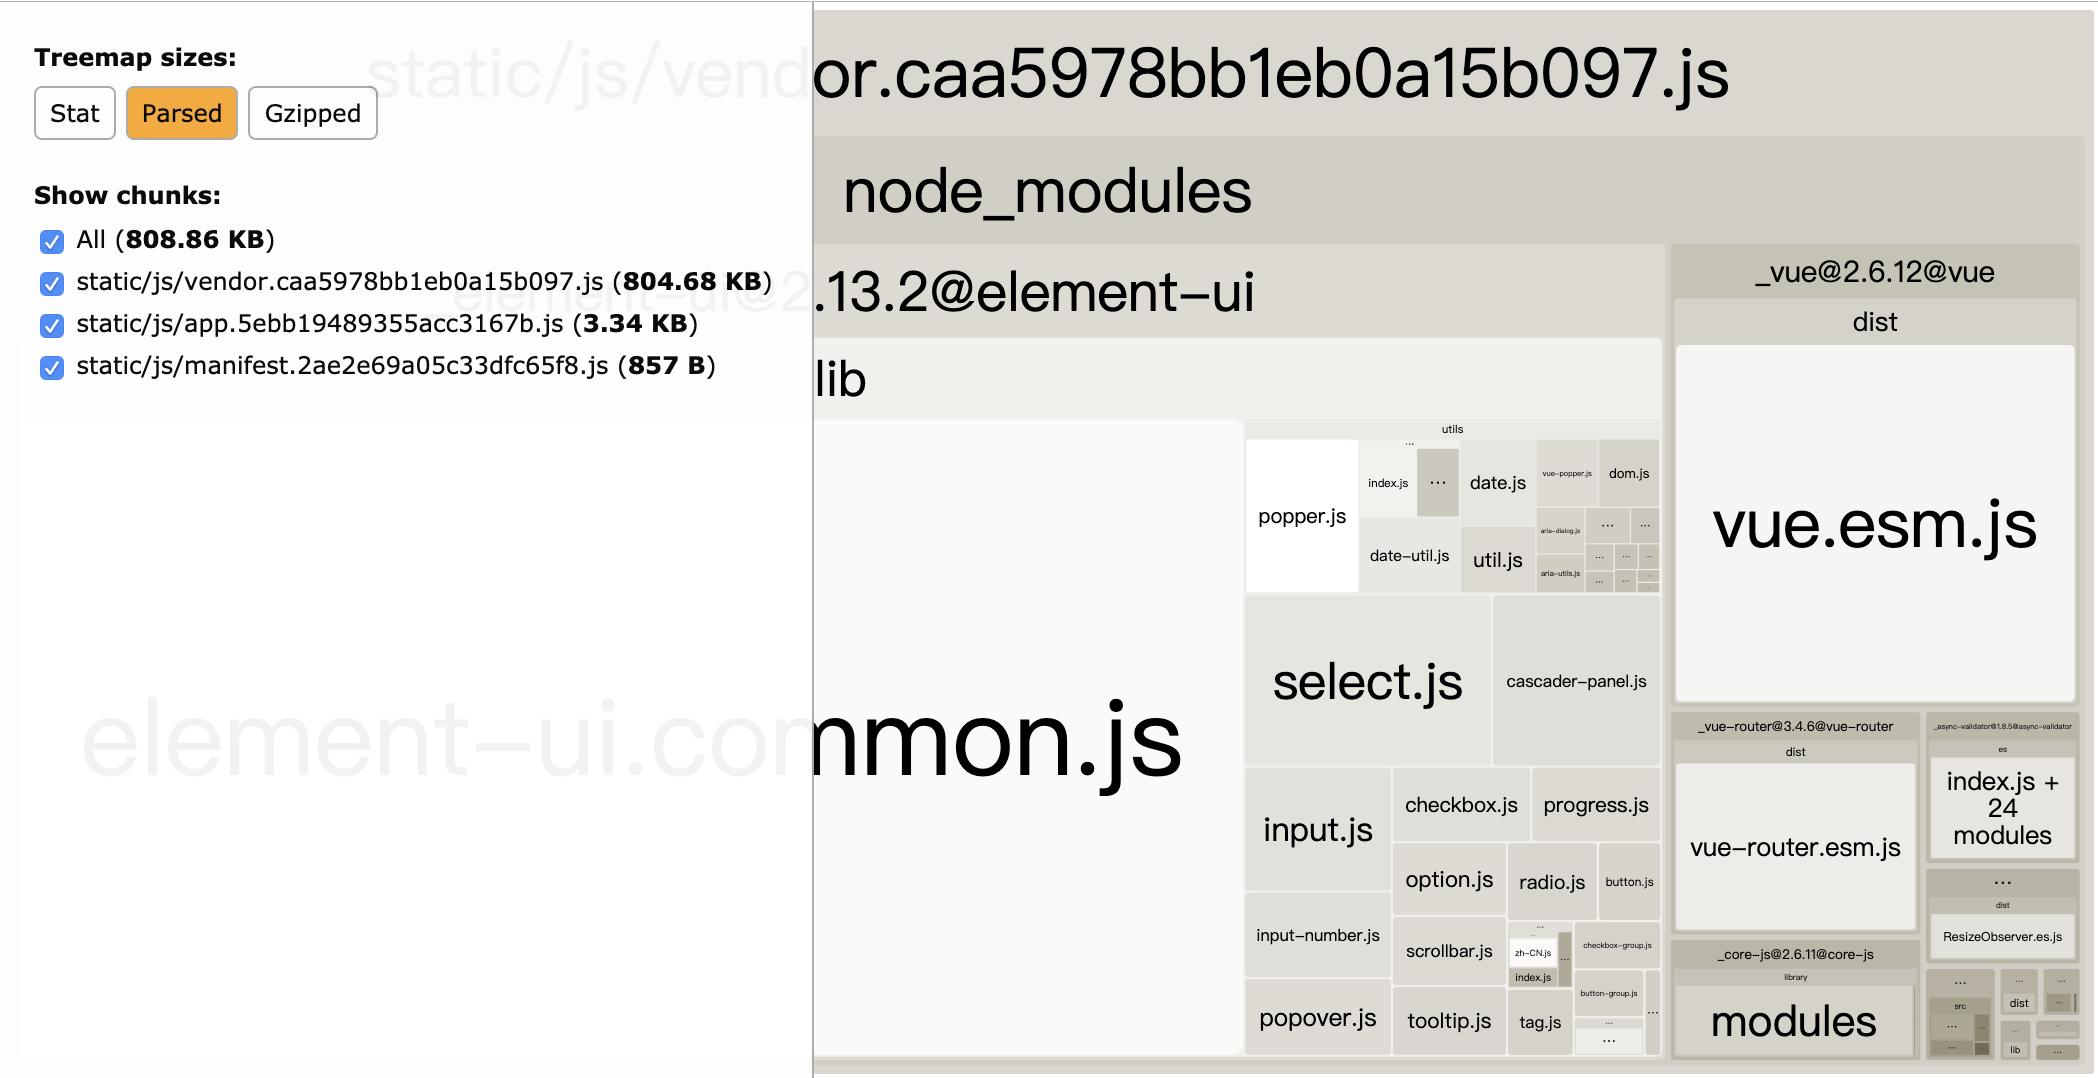 Treemap sizes:
Stat
Parsed
Gzipped
Show chunks:
All (808.86 KB)
static/js/vendor.caa5978bb1eb0a15b097.js (804.68 KB)
static/js/app.5ebb19489355acc3167b.js (3.34 KB)
static/js/manifest.2ae2e69a05c33dfc65f8.js (857 B)
static/js/vendor.caa5978bb1eb0a15b097.js
node_modules
_element-ui@2.13.2@element-ui
lib
element-ui.common.js
utils
...
popper.js
index.js
...
date.js
vue-popper.js
dom.js
date-util.js
util.js
aria-dialog.js
...
...
aria-utils.js
...
...
...
...
...
select.js
cascader-panel.js
input.js
checkbox.js
progress.js
option.js
radio.js
button.js
input-number.js
scrollbar.js
...
zh-CN.js
...
index.js
checkbox-group.js
button-group.js
...
popover.js
tooltip.js
tag.js
...
...
_vue@2.6.12@vue
dist
vue.esm.js
_vue-router@3.4.6@vue-router
dist
vue-router.esm.js
_async-validator@1.8.5@async-validator
es
index.js +
24
modules
...
dist
ResizeObserver.es.js
_core-js@2.6.11@core-js
library
modules
...
src
...
...
...
dist
...
...
...
lib
...